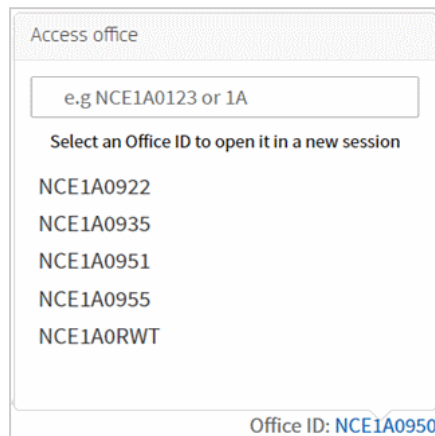 Access office
e.g NCE1A0123 or 1A
Select an Office ID to open it in a new session
NCE1A0922
NCE1A0935
NCE1A0951
NCE1A0955
NCE1A0RWT
Office ID: NCE1A0950